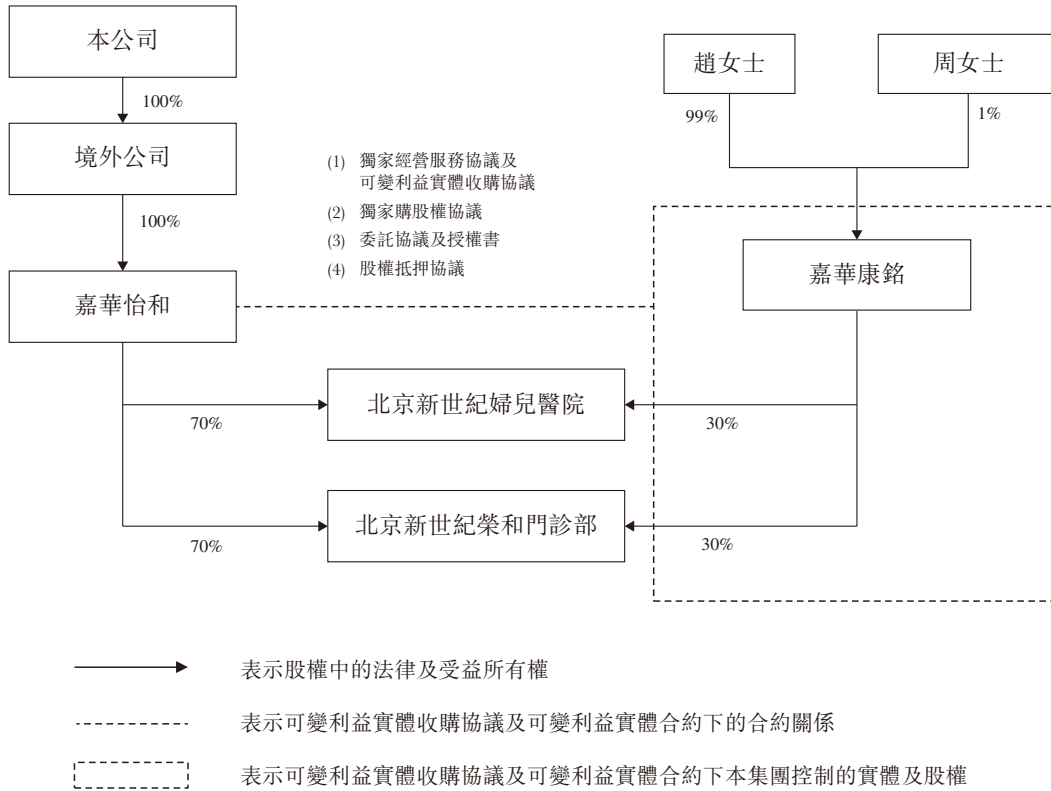 本公司
趙女士
周女士
100%
99%
1%
境外公司
(1) 獨家經營服務協議及
可變利益實體收購協議
(2) 獨家購股權協議
(3) 委託協議及授權書
(4) 股權抵押協議
100%
嘉華怡和
嘉華康銘
北京新世紀婦兒醫院
70%
30%
北京新世紀榮和門診部
70%
30%
表示股權中的法律及受益所有權
表示可變利益實體收購協議及可變利益實體合約下的合約關係
表示可變利益實體收購協議及可變利益實體合約下本集團控制的實體及股權